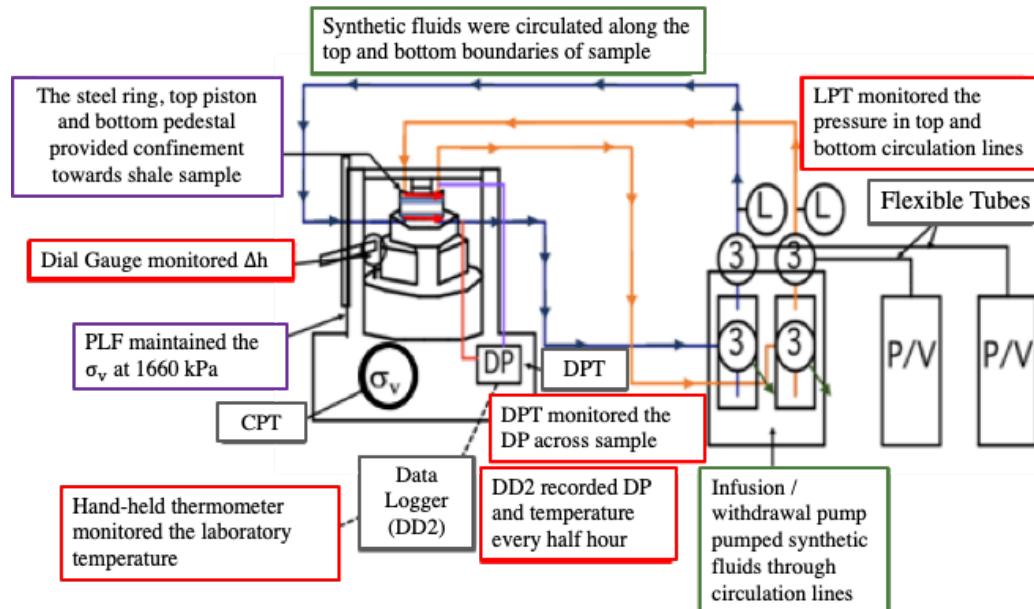 Synthetic fluids were circulated along the
top and bottom boundaries of sample
The steel ring, top piston
and bottom pedestal
provided confinement
towards shale sample
LPT monitored the
pressure in top and
bottom circulation lines
Flexible Tubes
L
L
3
3
Dial Gauge monitored Δh
3
3
P/V
P/V
PLF maintained the
σv at 1660 kPa
DP
DPT
σv
CPT
DPT monitored the
DP across sample
Data
Logger
(DD2)
Hand-held thermometer
monitored the laboratory
temperature
DD2 recorded DP
and temperature
every half hour
Infusion /
withdrawal pump
pumped synthetic
fluids through
circulation lines